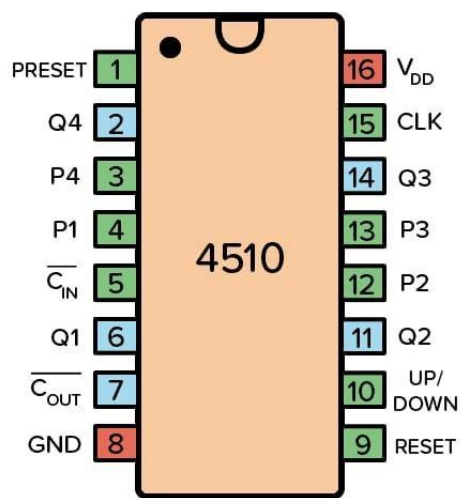 PRESET 1
Q4 2
P4 3
P1 4
C̅I̅N̅ 5
Q1 6
C̅O̅U̅T̅ 7
GND 8
4510
16 VDD
15 CLK
14 Q3
13 P3
12 P2
11 Q2
10 UP/
DOWN
9 RESET